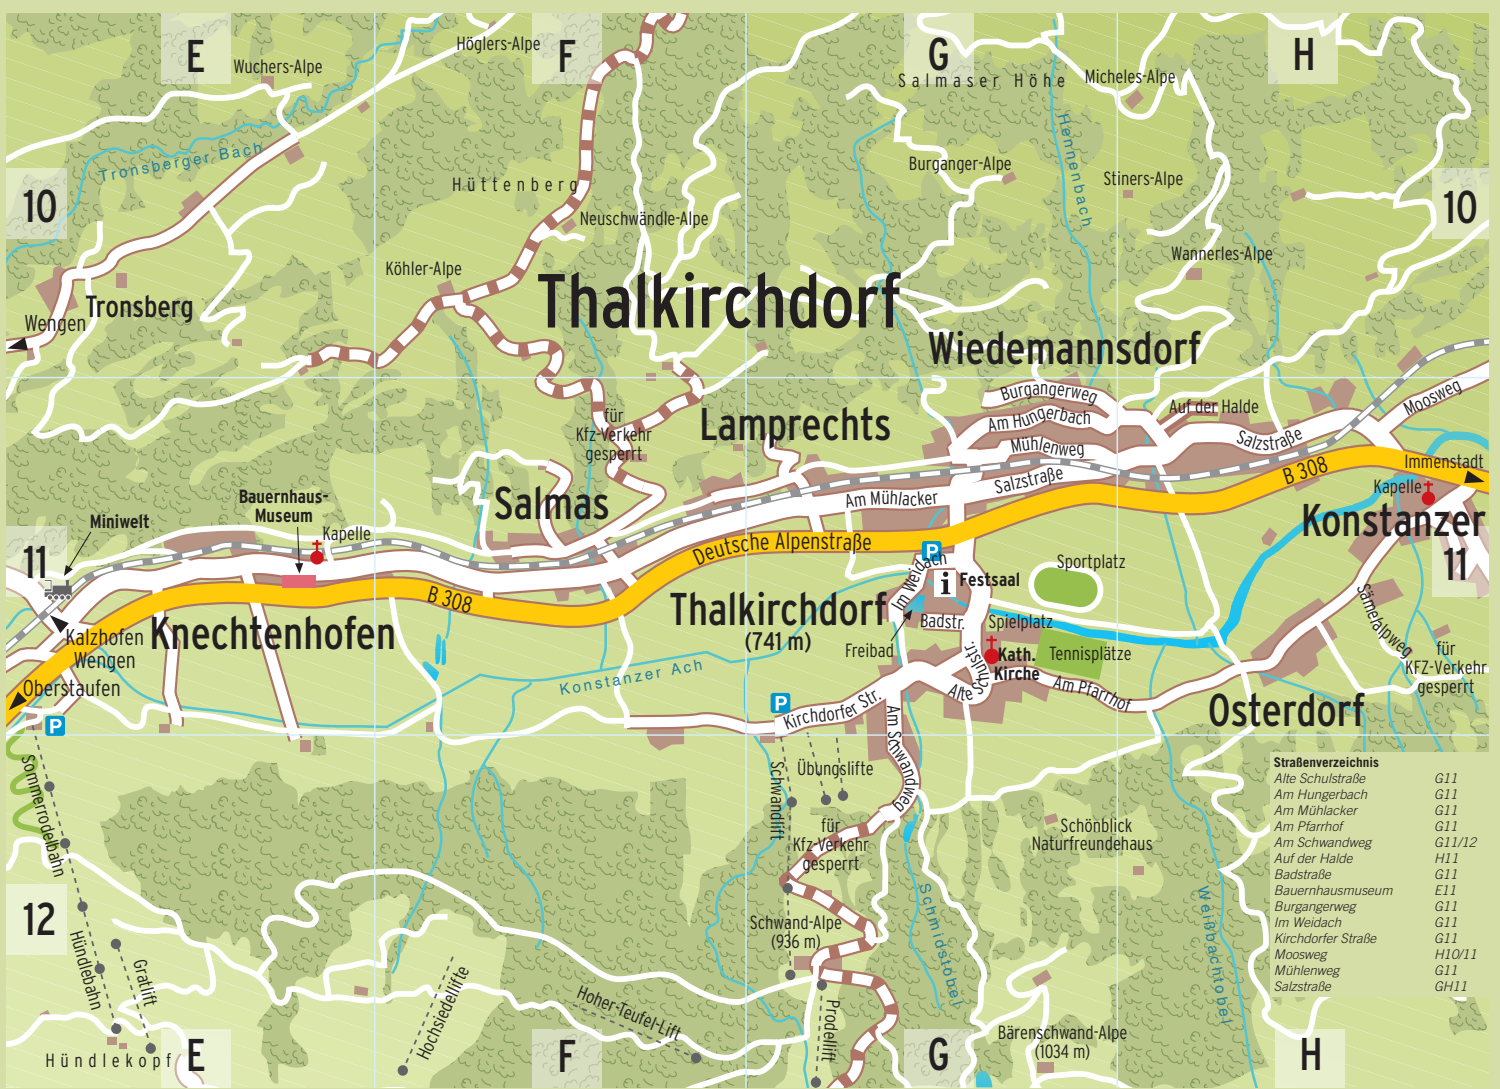 E
F
G
H
Höglers-Alpe
Wuchers-Alpe
Salmaser Höhe
Micheles-Alpe
Tronsberger Bach
Hennenbach
Burganger-Alpe
Stiners-Alpe
Hüttenberg
10
10
Neuschwändle-Alpe
Wannerles-Alpe
Köhler-Alpe
Thalkirchdorf
Tronsberg
Wengen
Wiedemannsdorf
Burgangerweg
Moosweg
Auf der Halde
Am Hungerbach
für
Kfz-Verkehr
gesperrt
Lamprechts
Mühlenweg
Salzstraße
B 308
Immenstadt
Salzstraße
Kapelle
Am Mühlacker
Bauernhaus-
Museum
Salmas
Miniwelt
Kapelle
Konstanzer
11
11
Deutsche Alpenstraße
Im Weidach
Festsaal
i
P
Sportplatz
B 308
Thalkirchdorf
(741 m)
Badstr.
Spielplatz
Sämelalpweg
Freibad
Knechtenhofen
Kalzhofen
Wengen
Kath.
Kirche
Tennisplätze
für
KFZ-Verkehr
gesperrt
Konstanzer Ach
Oberstaufen
Alte Schulstr.
Am Pfarrhof
Osterdorf
P
P
Kirchdorfer Str.
Am Schwandweg
Sommerrodelbahn
Schwandlift
Übungslifte
für
Kfz-Verkehr
gesperrt
Schönblick
Naturfreundehaus
Straßenverzeichnis
Alte Schulstraße G11
Am Hungerbach G11
Am Mühlacker G11
Am Pfarrhof G11
Am Schwandweg G11/12
Auf der Halde H11
Badstraße G11
Bauernhausmuseum E11
Burgangerweg G11
Im Weidach G11
Kirchdorfer Straße G11
Moosweg H10/11
Mühlenweg G11
Salzstraße GH11
12
Schwand-Alpe
(936 m)
Schmidstobel
Weißbachtobel
Hündlebahn
Gratlift
Hochsiedellifte
Hoher-Teufel-Lift
Prodellift
Bärenschwand-Alpe
(1034 m)
Hündlekopf
E
F
G
H